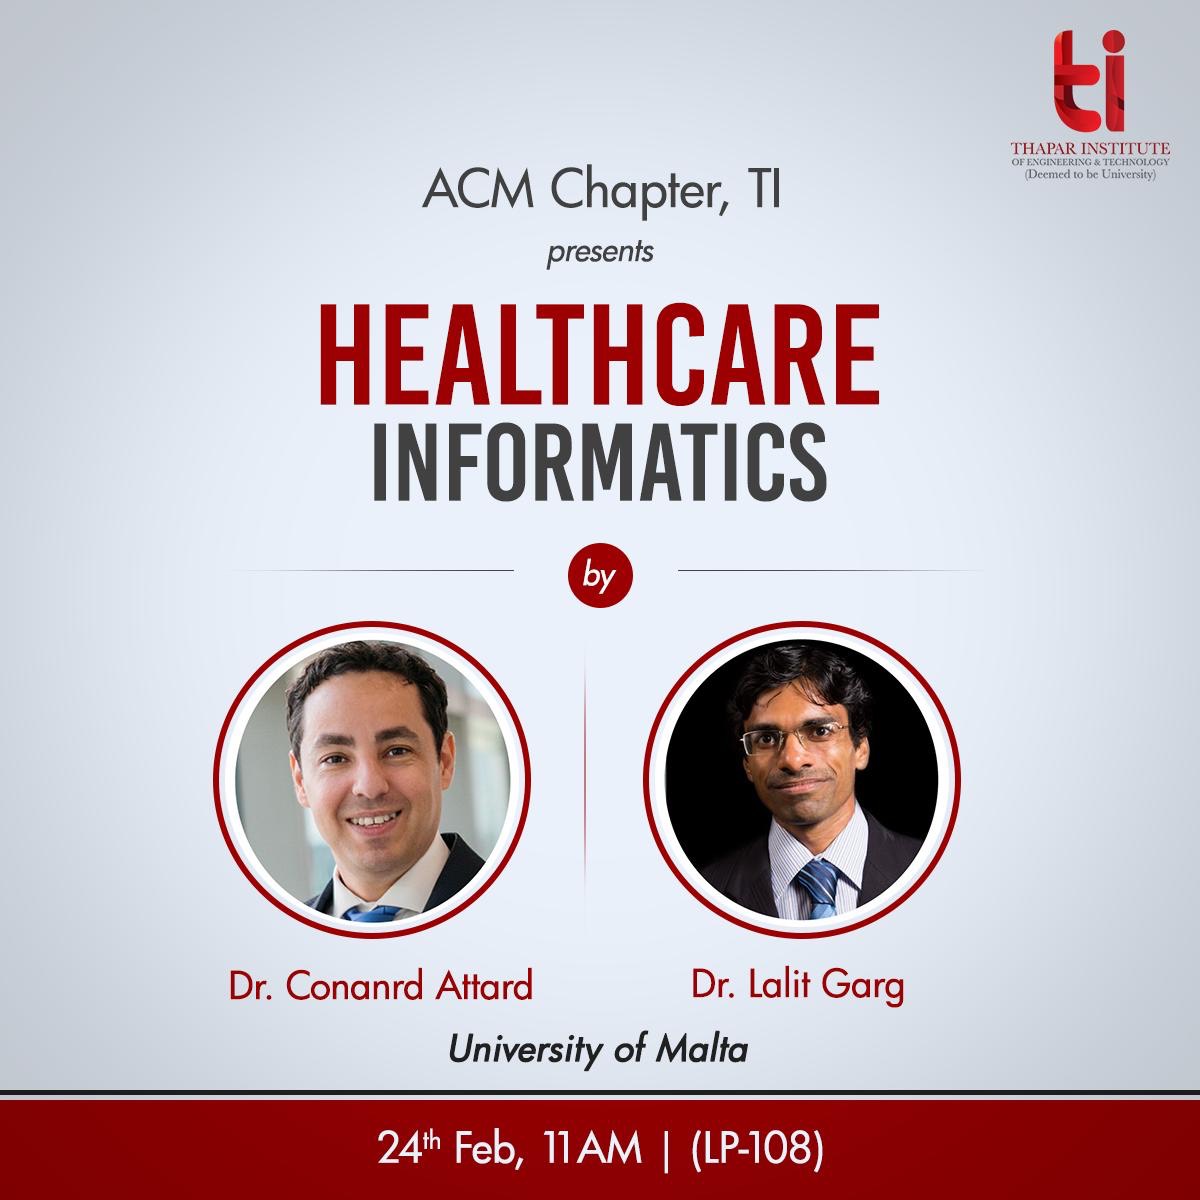 ti
THAPAR INSTITUTE
OF ENGINEERING & TECHNOLOGY
(Deemed to be University)
ACM Chapter, TI
presents
HEALTHCARE
INFORMATICS
by
Dr. Conanrd Attard
Dr. Lalit Garg
University of Malta
24th Feb, 11AM | (LP-108)